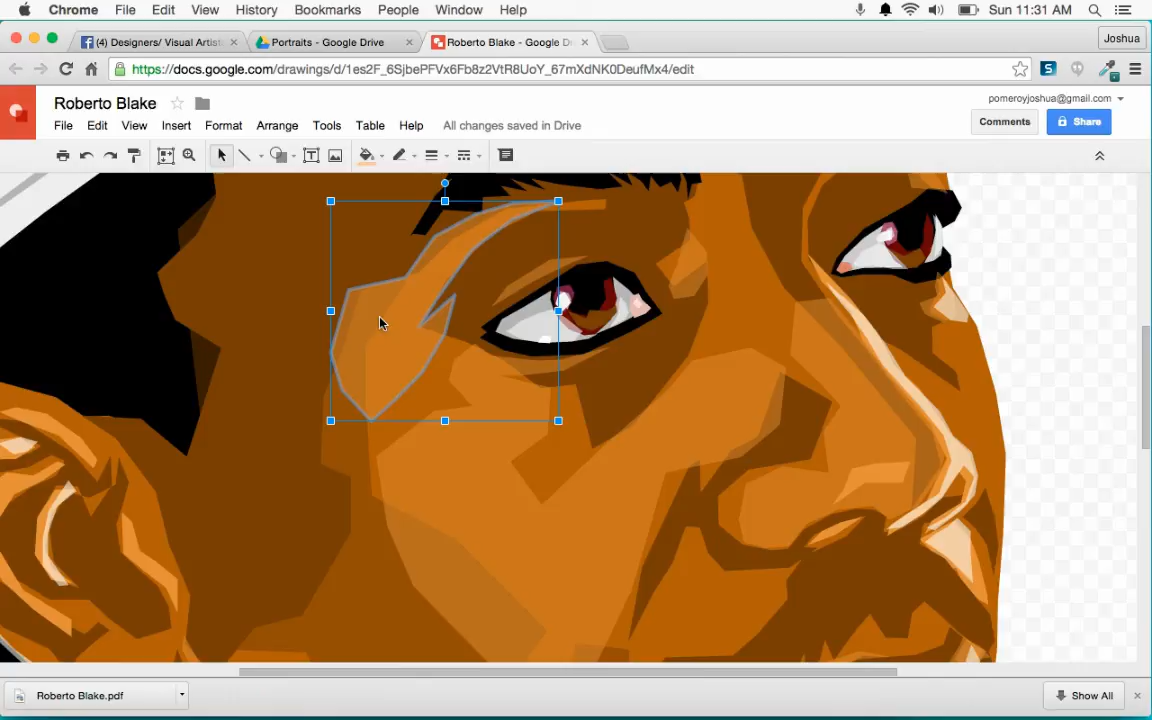 Chrome File Edit View History Bookmarks People Window Help Sun 11:31 AM
(4) Designers/ Visual Artist Portraits - Google Drive Roberto Blake - Google D Joshua
https://docs.google.com/drawings/d/1es2F_6SjbePFVx6Fb8z2VtR8UoY_67mXdNK0DeufMx4/edit
Roberto Blake pomeroyjoshua@gmail.com
File Edit View Insert Format Arrange Tools Table Help All changes saved in Drive Comments Share
Roberto Blake.pdf Show All